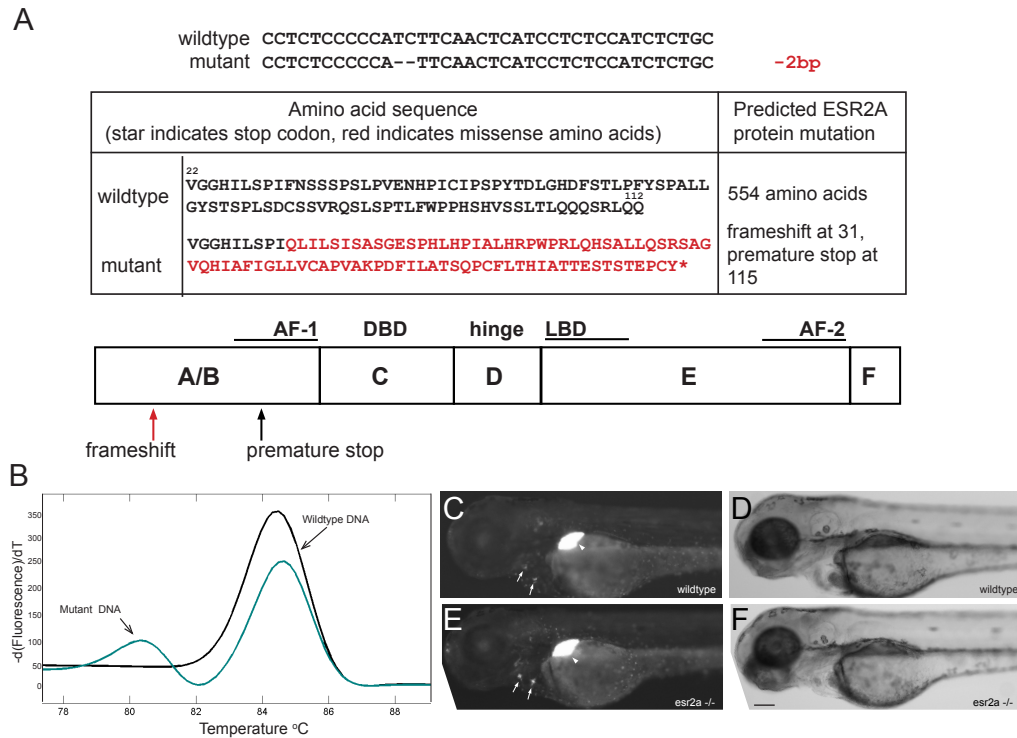 A
wildtype CCTCTCCCCCATCTTCAACTCATCCTCTCCATCTCTGC
mutant CCTCTCCCCCA--TTCAACTCATCCTCTCCATCTCTGC -2bp
Amino acid sequence
(star indicates stop codon, red indicates missense amino acids)
Predicted ESR2A
protein mutation
wildtype
22
VGGHILSPIFNSSSPSLPVENHPICIPSPYTDLGHDFSTLPFYSPALL
112
GYSTSPLSDCSSVRQSLSPTLFWPPHSHVSSLTLQQQSRLQQ
554 amino acids
mutant
VGGHILSPIQLILSISASGESPHLHPIALHRPWPRLQHSALLQSRSAG
VQHIAFIGLLVCAPVAKPDFILATSQPCFLTHIATTESTSTEPCY*
frameshift at 31,
premature stop at
115
AF-1 DBD hinge LBD AF-2
A/B C D E F
frameshift premature stop
B
-d(Fluorescence)/dT
350
300
250
200
150
100
50
0
Wildtype DNA
Mutant DNA
78 80 82 84 86 88
Temperature ºC
C
wildtype
D
wildtype
E
esr2a -/-
F
esr2a -/-